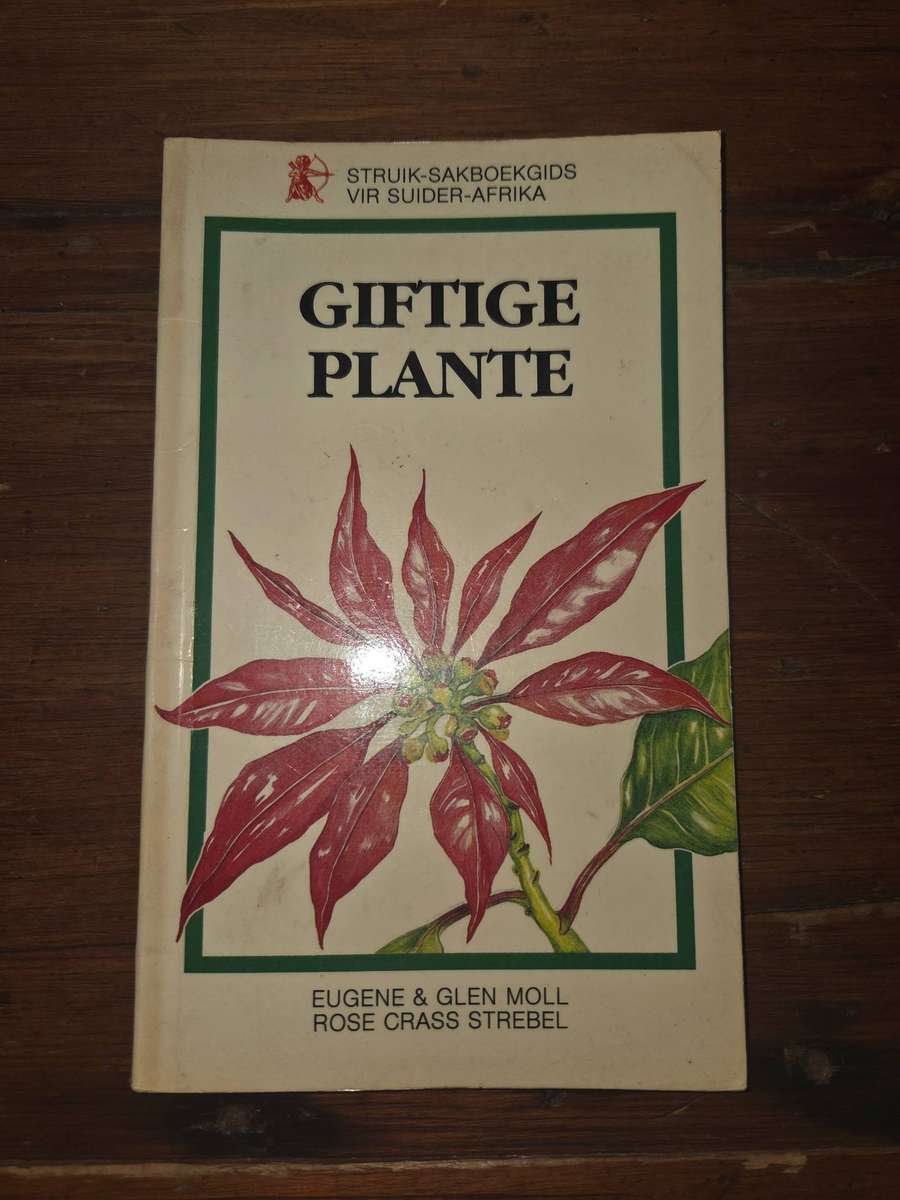 STRUIK-SAKBOEKGIDS
VIR SUIDER-AFRIKA
GIFTIGE
PLANTE
EUGENE & GLEN MOLL
ROSE CRASS STREBEL